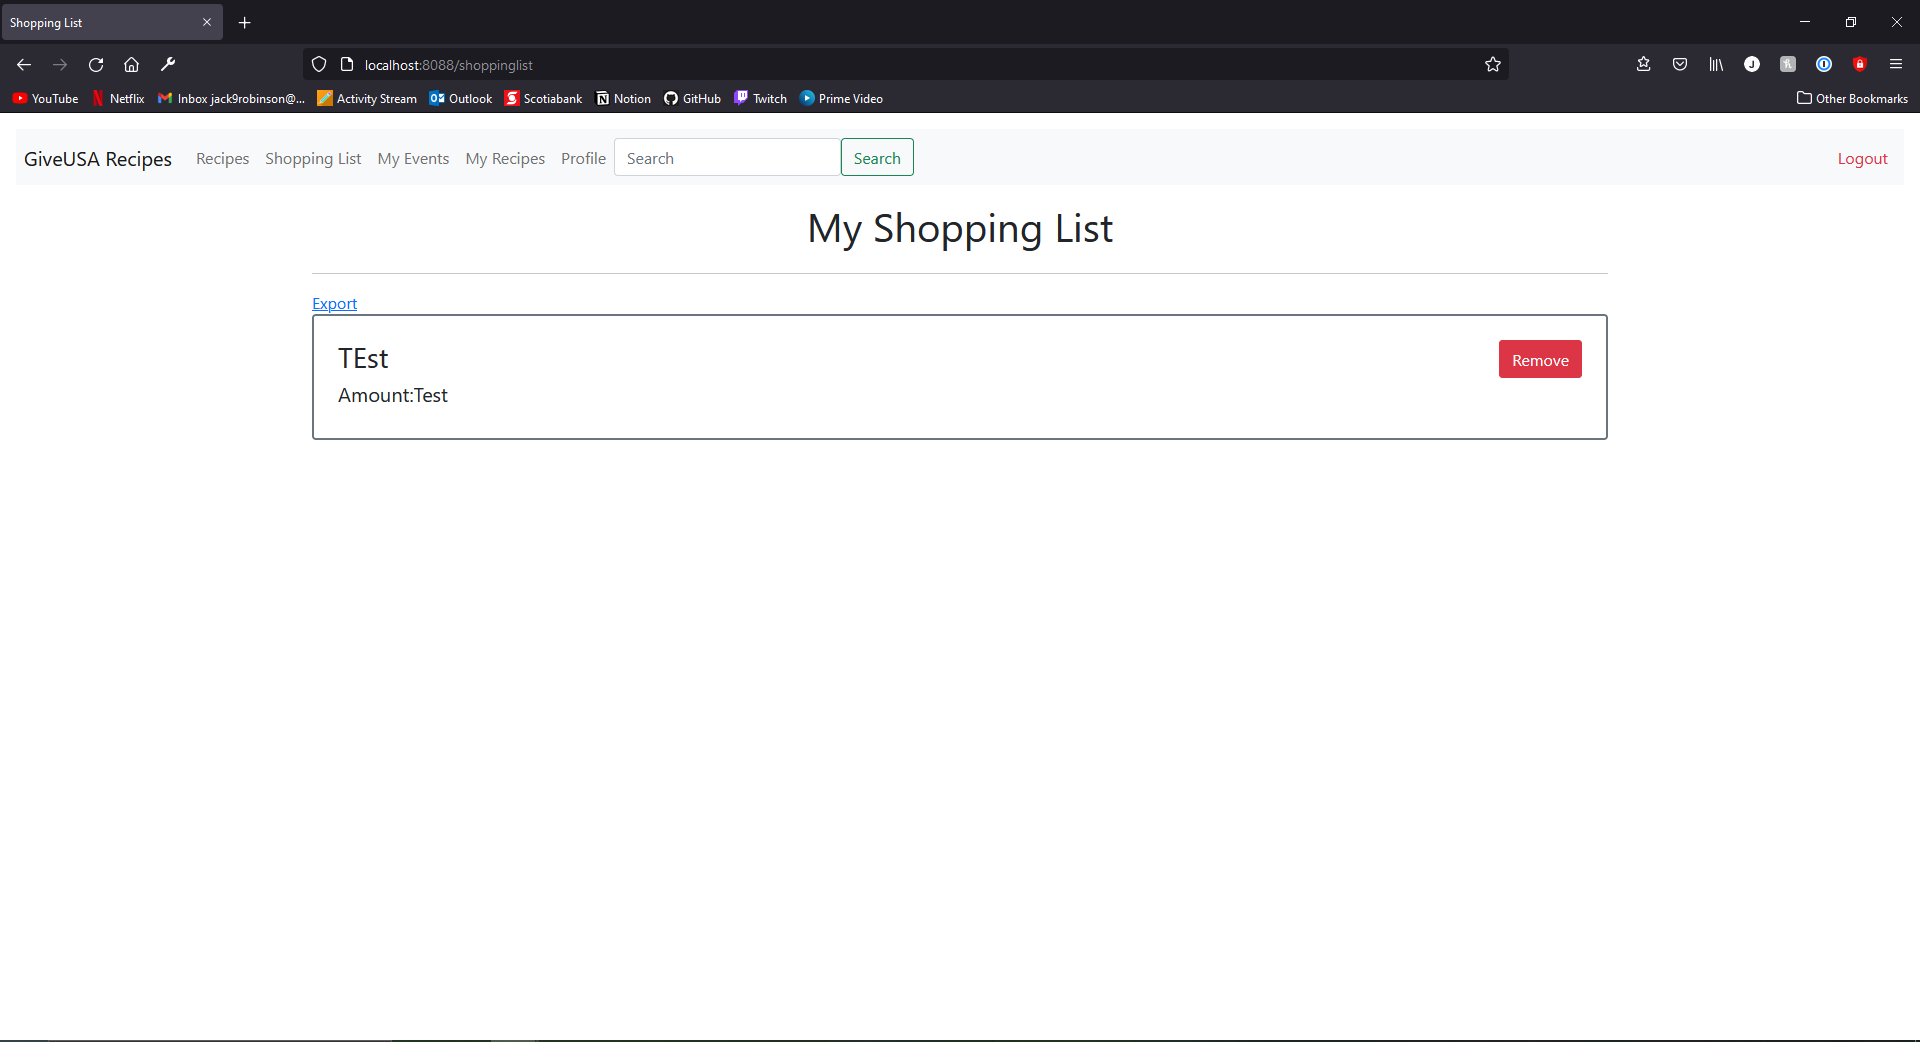 Shopping List
localhost:8088/shoppinglist
YouTube Netflix Inbox jack9robinson@... Activity Stream Outlook Scotiabank Notion GitHub Twitch Prime Video Other Bookmarks
GiveUSA Recipes Recipes Shopping List My Events My Recipes Profile Search Search Logout
My Shopping List
Export
TEst Remove
Amount:Test